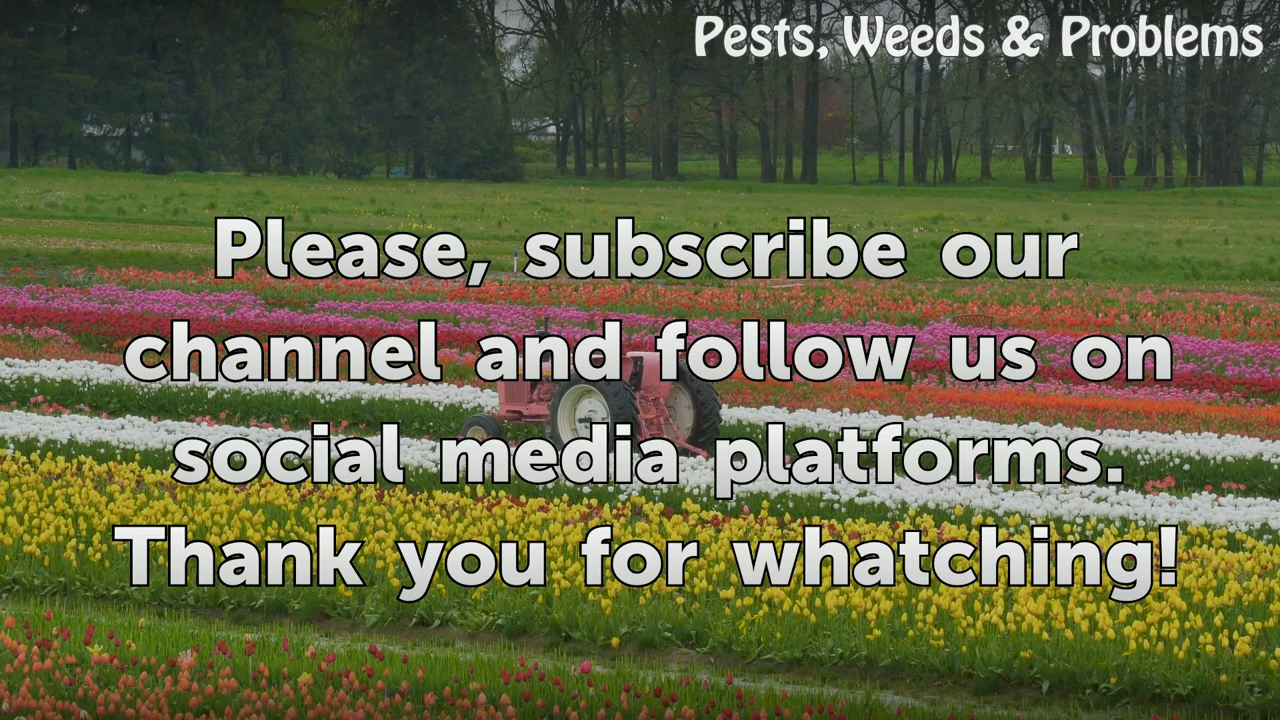 Pests, Weeds & Problems
Please, subscribe our
channel and follow us on
social media platforms.
Thank you for whatching!